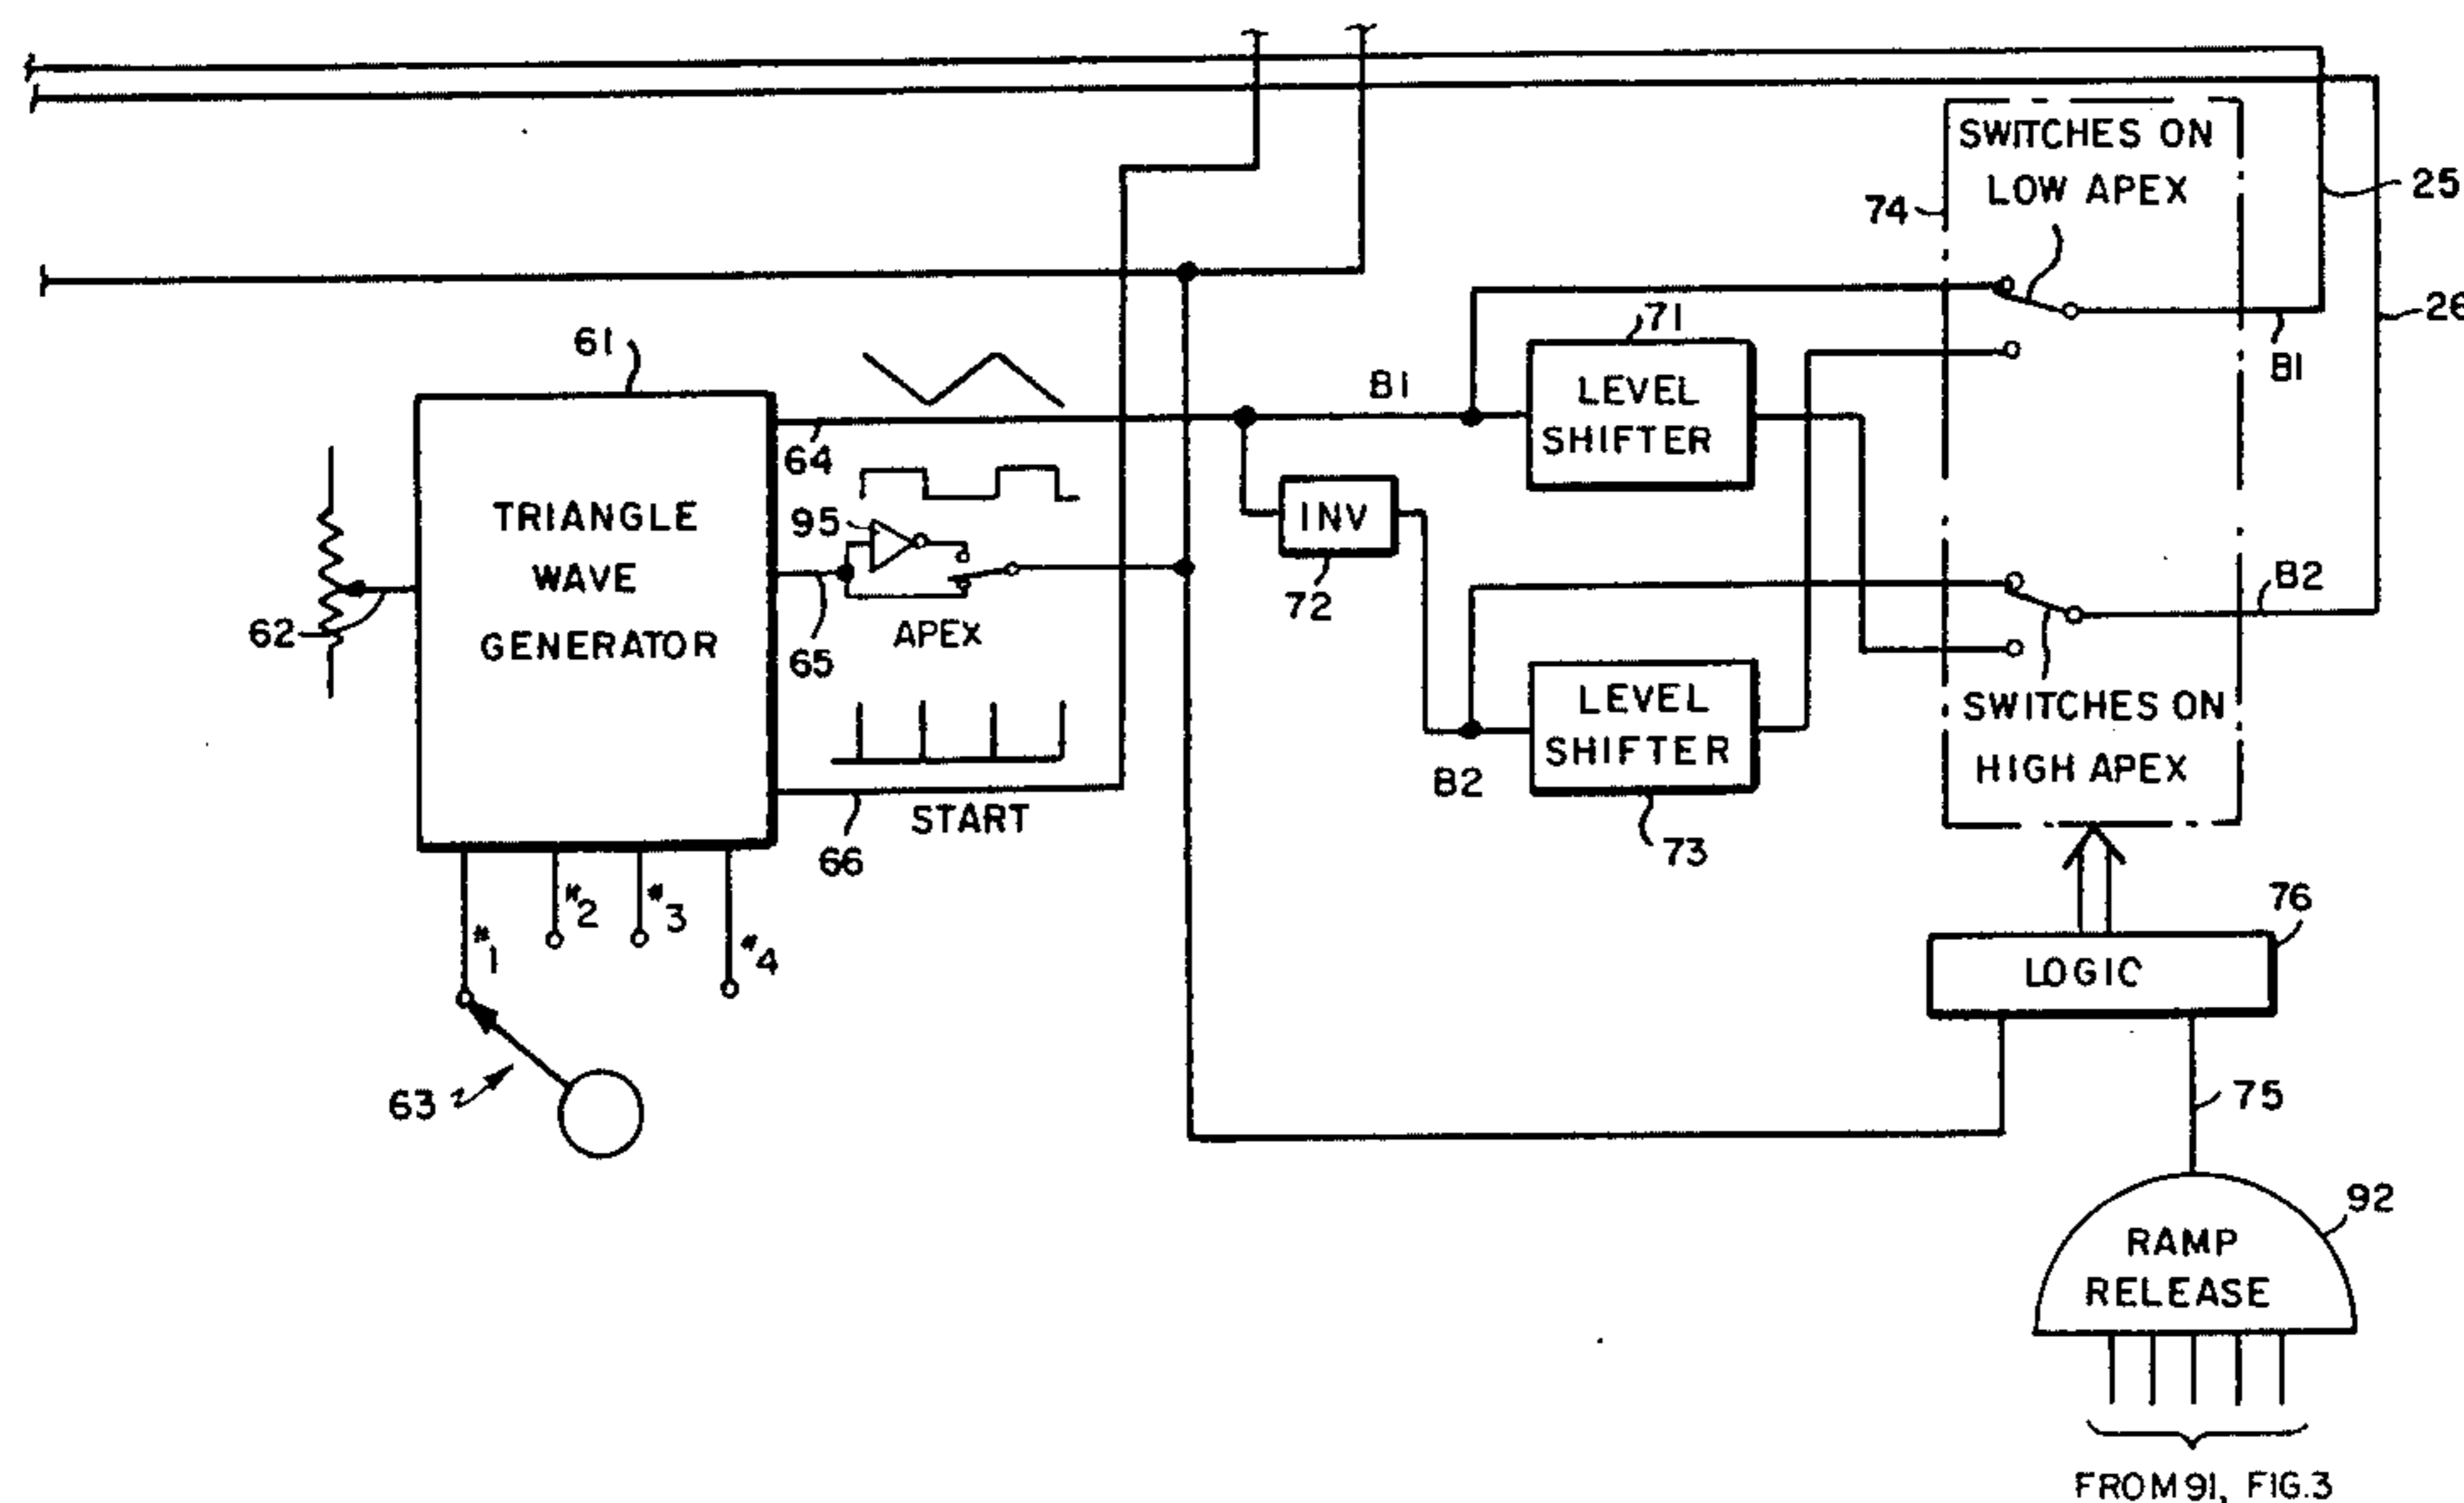 SWITCHES ON
LOW APEX
74
25
26
B1
61
71
LEVEL
SHIFTER
B1
64
TRIANGLE
WAVE
GENERATOR
62
95
65
APEX
INV
72
B2
LEVEL
SHIFTER
73
B2
SWITCHES ON
HIGH APEX
START
66
#1
#2
#3
#4
63
76
LOGIC
75
92
RAMP
RELEASE
FROM 91, FIG.3